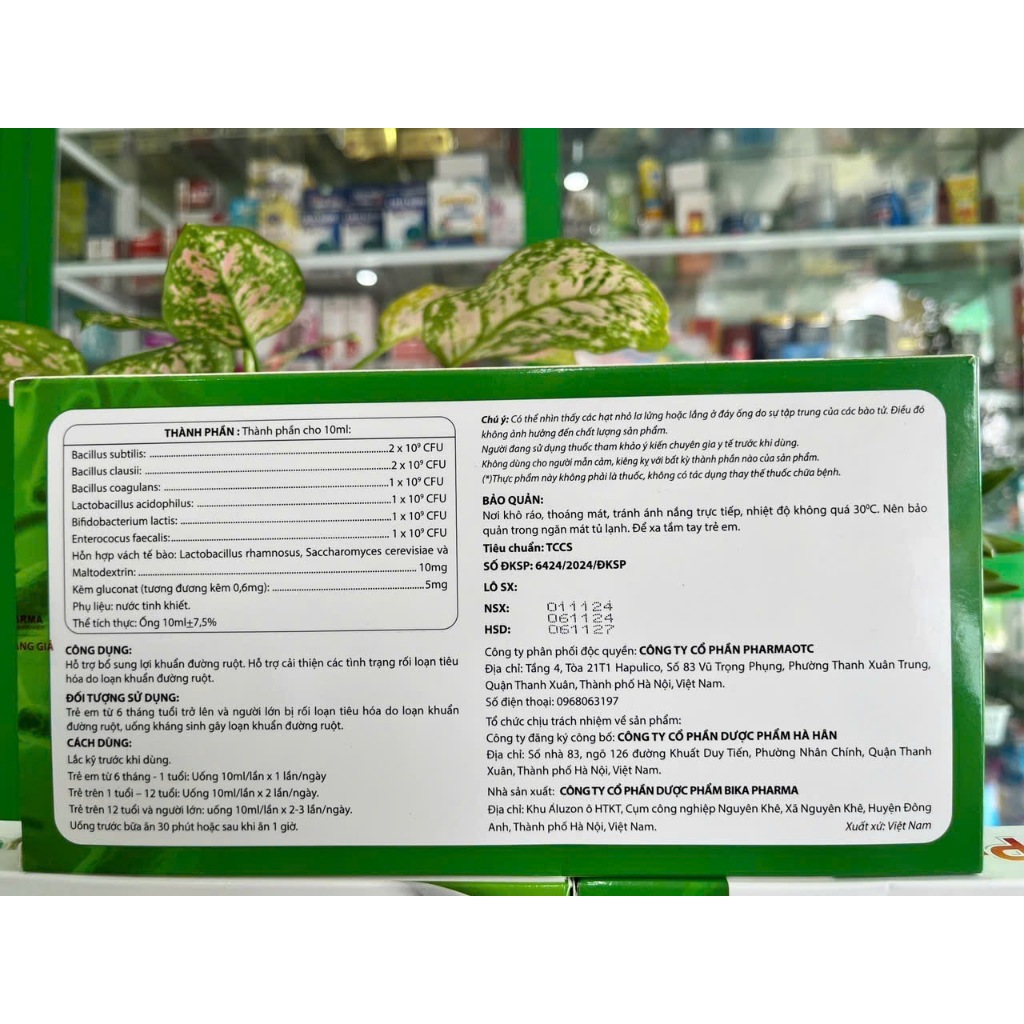 THÀNH PHẦN : Thành phần cho 10ml:
Bacillus subtilis: ....2 x 10⁹ CFU
Bacillus clausii: ....2 x 10⁹ CFU
Bacillus coagulans: ....1 x 10⁹ CFU
Lactobacillus acidophilus: ....1 x 10⁹ CFU
Bifidobacterium lactis: ....1 x 10⁹ CFU
Enterococus faecalis:.... 1 x 10⁹ CFU
Hỗn hợp vách tế bào: Lactobacillus rhamnosus, Saccharomyces cerevisiae và
Maltodextrin: .... 10mg
Kẽm gluconat (tương đương kẽm 0,6mg): ....5mg
Phụ liệu: nước tinh khiết.
Thể tích thực: Ống 10ml±7,5%
CÔNG DỤNG:
Hỗ trợ bổ sung lợi khuẩn đường ruột. Hỗ trợ cải thiện các tình trạng rối loạn tiêu
hóa do loạn khuẩn đường ruột.
ĐỐI TƯỢNG SỬ DỤNG:
Trẻ em từ 6 tháng tuổi trở lên và người lớn bị rối loạn tiêu hóa do loạn khuẩn
đường ruột, uống kháng sinh gây loạn khuẩn đường ruột.
CÁCH DÙNG:
Lắc kỹ trước khi dùng.
Trẻ em từ 6 tháng - 1 tuổi: Uống 10ml/lần x 1 lần/ngày
Trẻ trên 1 tuổi – 12 tuổi: Uống 10ml/lần x 2 lần/ngày.
Trẻ trên 12 tuổi và người lớn: uống 10ml/lần x 2-3 lần/ngày.
Uống trước bữa ăn 30 phút hoặc sau khi ăn 1 giờ.
Chú ý: Có thể nhìn thấy các hạt nhỏ lơ lửng hoặc lắng ở đáy ống do sự tập trung của các bào tử. Điều đó
không ảnh hưởng đến chất lượng sản phẩm.
Người đang sử dụng thuốc tham khảo ý kiến chuyên gia y tế trước khi dùng.
Không dùng cho người mẫn cảm, kiêng kỵ với bất kỳ thành phần nào của sản phẩm.
(*)Thực phẩm này không phải là thuốc, không có tác dụng thay thế thuốc chữa bệnh.
BẢO QUẢN:
Nơi khô ráo, thoáng mát, tránh ánh nắng trực tiếp, nhiệt độ không quá 30⁰C. Nên bảo
quản trong ngăn mát tủ lạnh. Để xa tầm tay trẻ em.
Tiêu chuẩn: TCCS
SỐ ĐKSP: 6424/2024/ĐKSP
LÔ SX: 011124
NSX: 061124
HSD: 061127
Công ty phân phối độc quyền: CÔNG TY CỔ PHẦN PHARMAOTC
Địa chỉ: Tầng 4, Tòa 21T1 Hapulico, Số 83 Vũ Trọng Phụng, Phường Thanh Xuân Trung,
Quận Thanh Xuân, Thành phố Hà Nội, Việt Nam.
Số điện thoại: 0968063197
Tổ chức chịu trách nhiệm về sản phẩm:
Công ty đăng ký công bố: CÔNG TY CỔ PHẦN DƯỢC PHẨM HÀ HÂN
Địa chỉ: Số nhà 83, ngõ 126 đường Khuất Duy Tiến, Phường Nhân Chính, Quận Thanh
Xuân, Thành phố Hà Nội, Việt Nam.
Nhà sản xuất: CÔNG TY CỔ PHẦN DƯỢC PHẨM BIKA PHARMA
Địa chỉ: Khu Áluzon ô HTKT, Cụm công nghiệp Nguyên Khê, Xã Nguyên Khê, Huyện Đông
Anh, Thành phố Hà Nội, Việt Nam.
Xuất xứ: Việt Nam